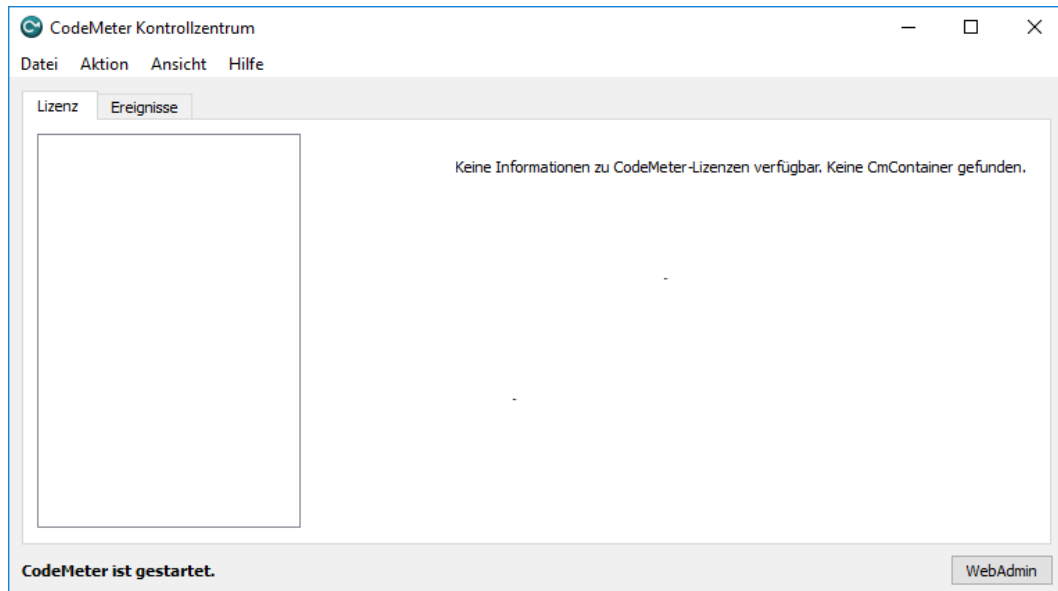 CodeMeter Kontrollzentrum
Datei Aktion Ansicht Hilfe
Lizenz Ereignisse
Keine Informationen zu CodeMeter-Lizenzen verfügbar. Keine CmContainer gefunden.
-
-
CodeMeter ist gestartet. WebAdmin